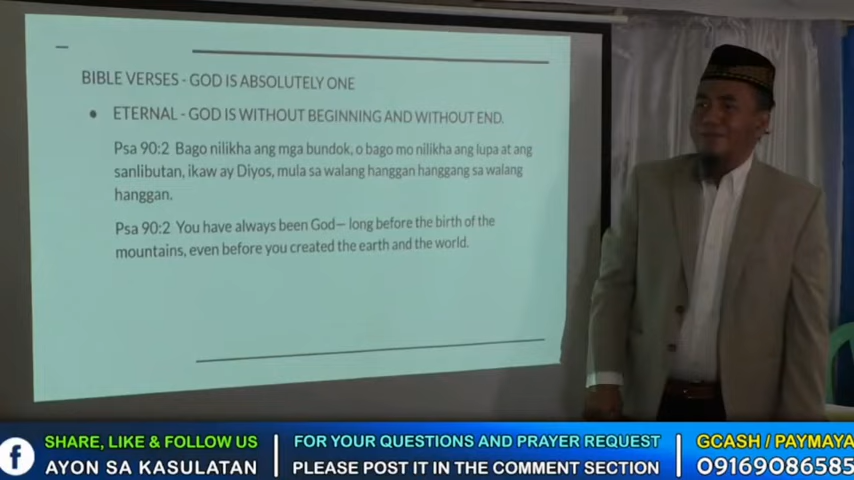 BIBLE VERSES - GOD IS ABSOLUTELY ONE
● ETERNAL - GOD IS WITHOUT BEGINNING AND WITHOUT END.
Psa 90:2 Bago nilikha ang mga bundok, o bago mo nilikha ang lupa at ang
sanlibutan, ikaw ay Diyos, mula sa walang hanggan hanggang sa walang
hanggan.
Psa 90:2 You have always been God— long before the birth of the
mountains, even before you created the earth and the world.
f
SHARE, LIKE & FOLLOW US
AYON SA KASULATAN
FOR YOUR QUESTIONS AND PRAYER REQUEST
PLEASE POST IT IN THE COMMENT SECTION
GCASH / PAYMAYA
09169086585